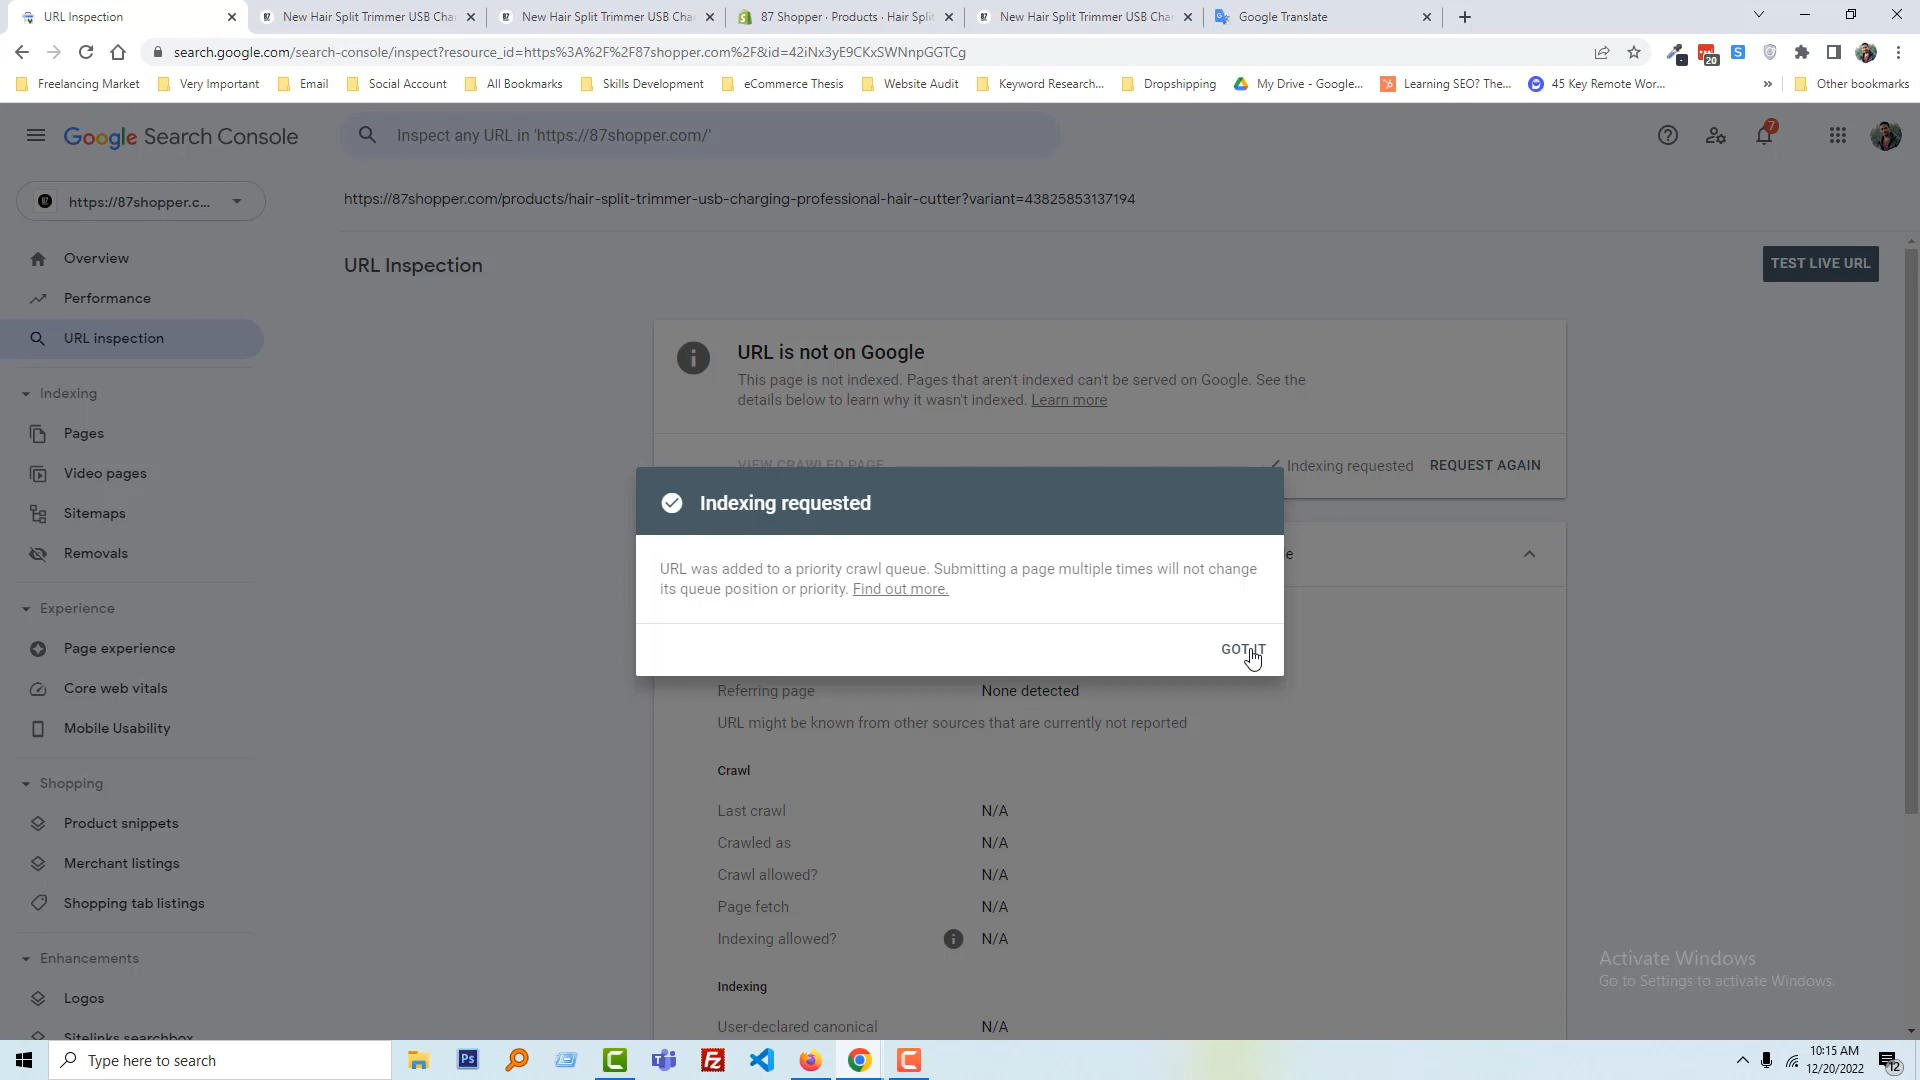 URL Inspection
New Hair Split Trimmer USB Cha
New Hair Split Trimmer USB Cha
87 Shopper · Products · Hair Split
New Hair Split Trimmer USB Cha
Google Translate
search.google.com/search-console/inspect?resource_id=https%3A%2F%2F87shopper.com%2F&id=42iNx3yE9CKxSWNnpGGTCg
20
Freelancing Market
Very Important
Email
Social Account
All Bookmarks
Skills Development
eCommerce Thesis
Website Audit
Keyword Research...
Dropshipping
My Drive - Google...
Learning SEO? The...
45 Key Remote Wor...
»
Other bookmarks
Google Search Console
Inspect any URL in 'https://87shopper.com/'
7
https://87shopper.c...
https://87shopper.com/products/hair-split-trimmer-usb-charging-professional-hair-cutter?variant=43825853137194
Overview
Performance
URL inspection
Indexing
Pages
Video pages
Sitemaps
Removals
Experience
Page experience
Core web vitals
Mobile Usability
Shopping
Product snippets
Merchant listings
Shopping tab listings
Enhancements
Logos
Sitelinks searchbox
URL Inspection
TEST LIVE URL
URL is not on Google
This page is not indexed. Pages that aren't indexed can't be served on Google. See the
details below to learn why it wasn't indexed. Learn more
VIEW CRAWLED PAGE
Indexing requested
REQUEST AGAIN
Indexing requested
URL was added to a priority crawl queue. Submitting a page multiple times will not change
its queue position or priority. Find out more.
GOT IT
Referring page
None detected
URL might be known from other sources that are currently not reported
Crawl
Last crawl
N/A
Crawled as
N/A
Crawl allowed?
N/A
Page fetch
N/A
Indexing allowed?
N/A
Indexing
User-declared canonical
N/A
Activate Windows
Go to Settings to activate Windows.
Type here to search
Ps
10:15 AM
12/20/2022
12